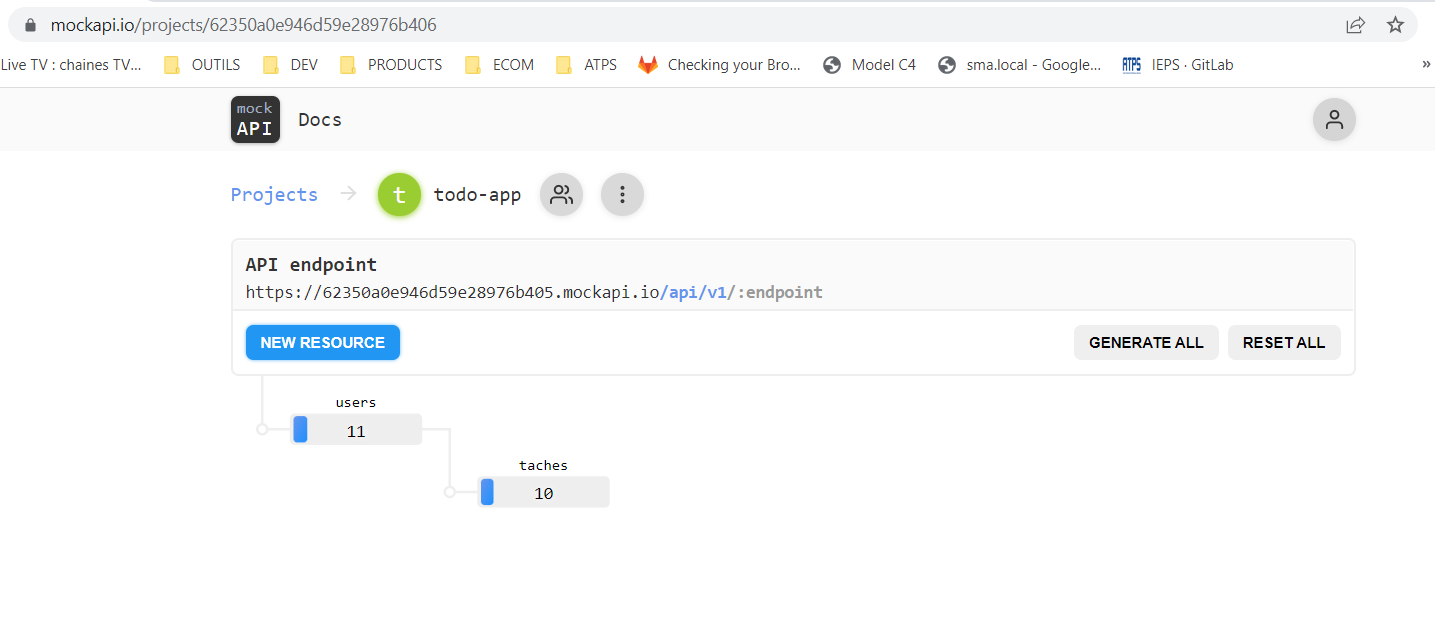 mockapi.io/projects/62350a0e946d59e28976b406
Live TV : chaines TV... OUTILS DEV PRODUCTS ECOM ATPS Checking your Bro... Model C4 sma.local - Google... ATPS IEPS · GitLab »
mock
API Docs
Projects → t todo-app
API endpoint
https://62350a0e946d59e28976b405.mockapi.io/api/v1/:endpoint
NEW RESOURCE GENERATE ALL RESET ALL
users
11
taches
10